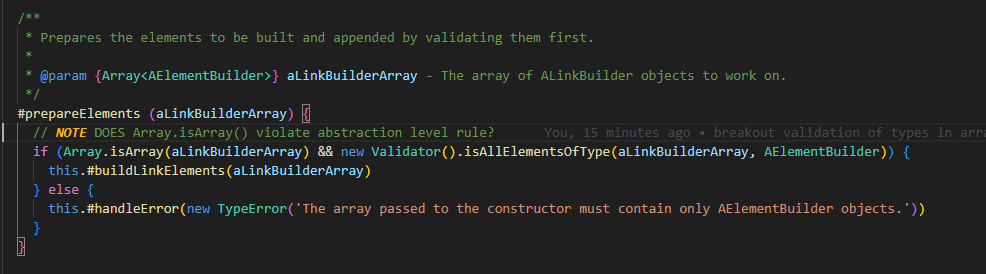 /**
 * Prepares the elements to be built and appended by validating them first.
 *
 * @param {Array<AElementBuilder>} aLinkBuilderArray - The array of ALinkBuilder objects to work on.
 */
#prepareElements (aLinkBuilderArray) {
  // NOTE DOES Array.isArray() violate abstraction level rule?      You, 15 minutes ago • breakout validation of types in arra
  if (Array.isArray(aLinkBuilderArray) && new Validator().isAllElementsOfType(aLinkBuilderArray, AElementBuilder)) {
    this.#buildLinkElements(aLinkBuilderArray)
  } else {
    this.#handleError(new TypeError('The array passed to the constructor must contain only AElementBuilder objects.'))
  }
}